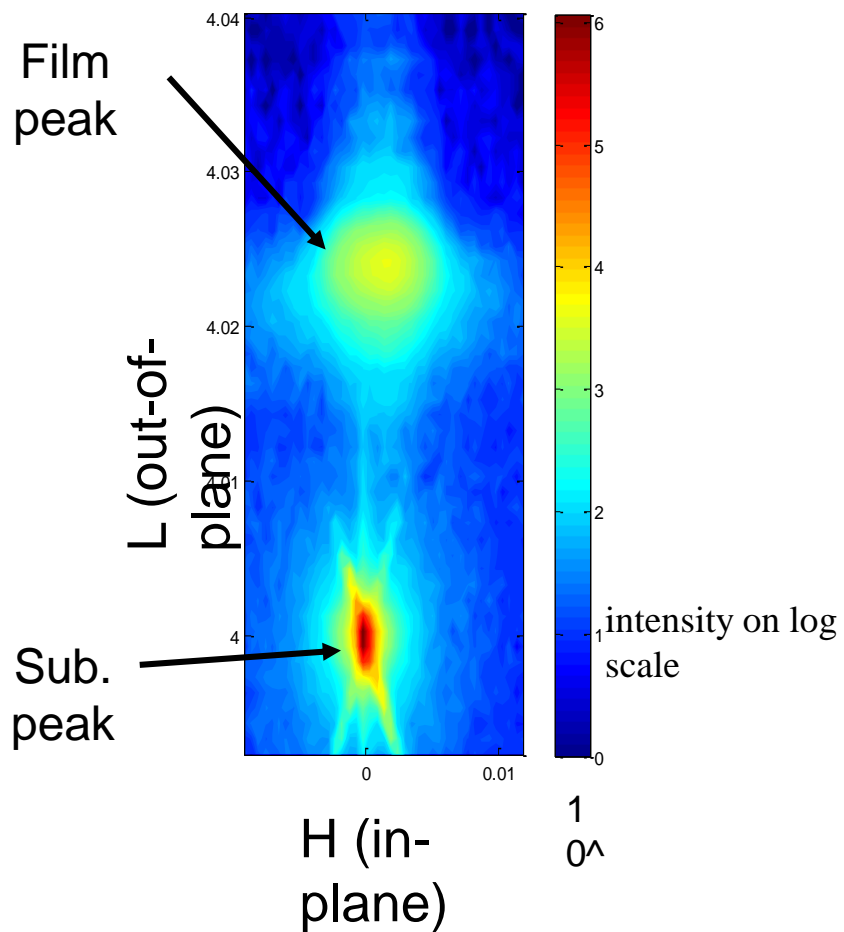 Film
peak
4.04
4.03
4.02
4.01
4
L (out-of-
plane)
Sub.
peak
0
0.01
H (in-
plane)
6
5
4
3
2
1
0
intensity on log
scale
1
0^